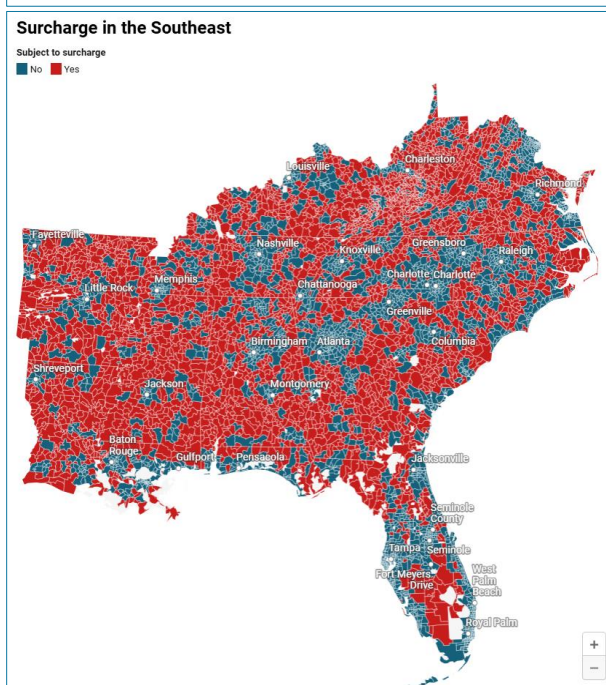 Surcharge in the Southeast
Subject to surcharge
No Yes
Louisville
Charleston
Richmond
Fayetteville
Nashville
Knoxville
Greensboro
Raleigh
Memphis
Little Rock
Chattanooga
Charlotte Charlotte
Greenville
Birmingham Atlanta
Columbia
Shreveport
Jackson
Montgomery
Baton
Rouge
Gulfport
Pensacola
Jacksonville
Seminole
County
Tampa
Seminole
Fort Meyers
Drive
West
Palm
Beach
Royal Palm
+
−